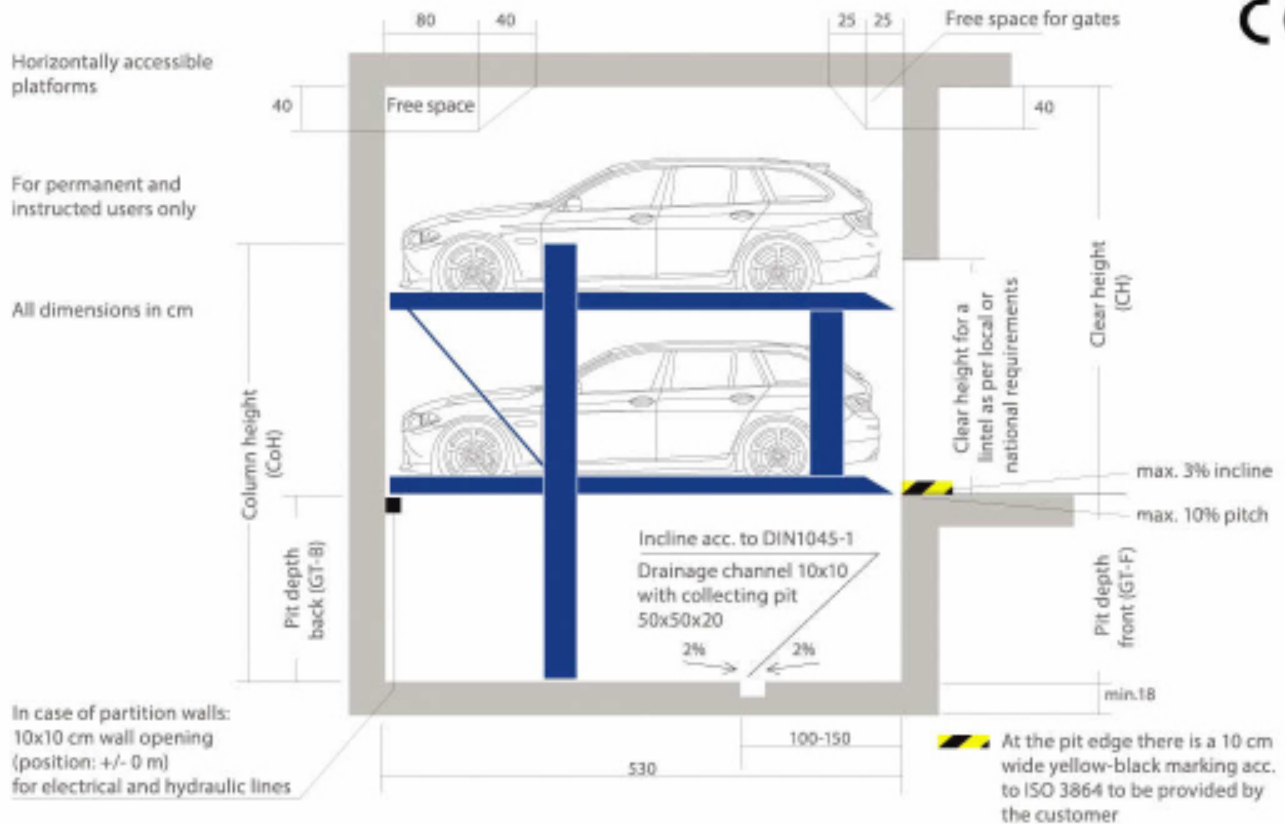 80
40
25
25
Free space for gates
CE
Horizontally accessible
platforms
40
Free space
40
For permanent and
instructed users only
All dimensions in cm
Column height
(CoH)
Clear height for a
lintel as per local or
national requirements
Clear height
(CH)
max. 3% incline
max. 10% pitch
Pit depth
back (GT-B)
Incline acc. to DIN1045-1
Drainage channel 10x10
with collecting pit
50x50x20
2%
2%
Pit depth
front (GT-F)
min.18
In case of partition walls:
10x10 cm wall opening
(position: +/- 0 m)
for electrical and hydraulic lines
100-150
530
At the pit edge there is a 10 cm
wide yellow-black marking acc.
to ISO 3864 to be provided by
the customer